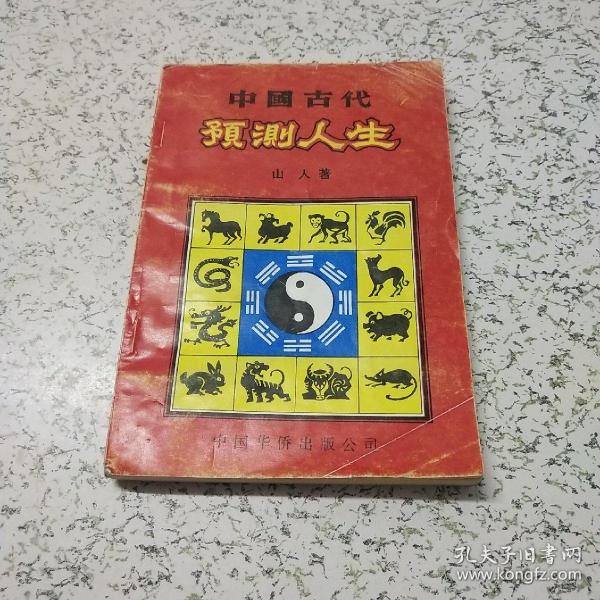 中國古代
預測人生
山人著
中国华侨出版公司
孔夫子旧书网
www.kongfz.com